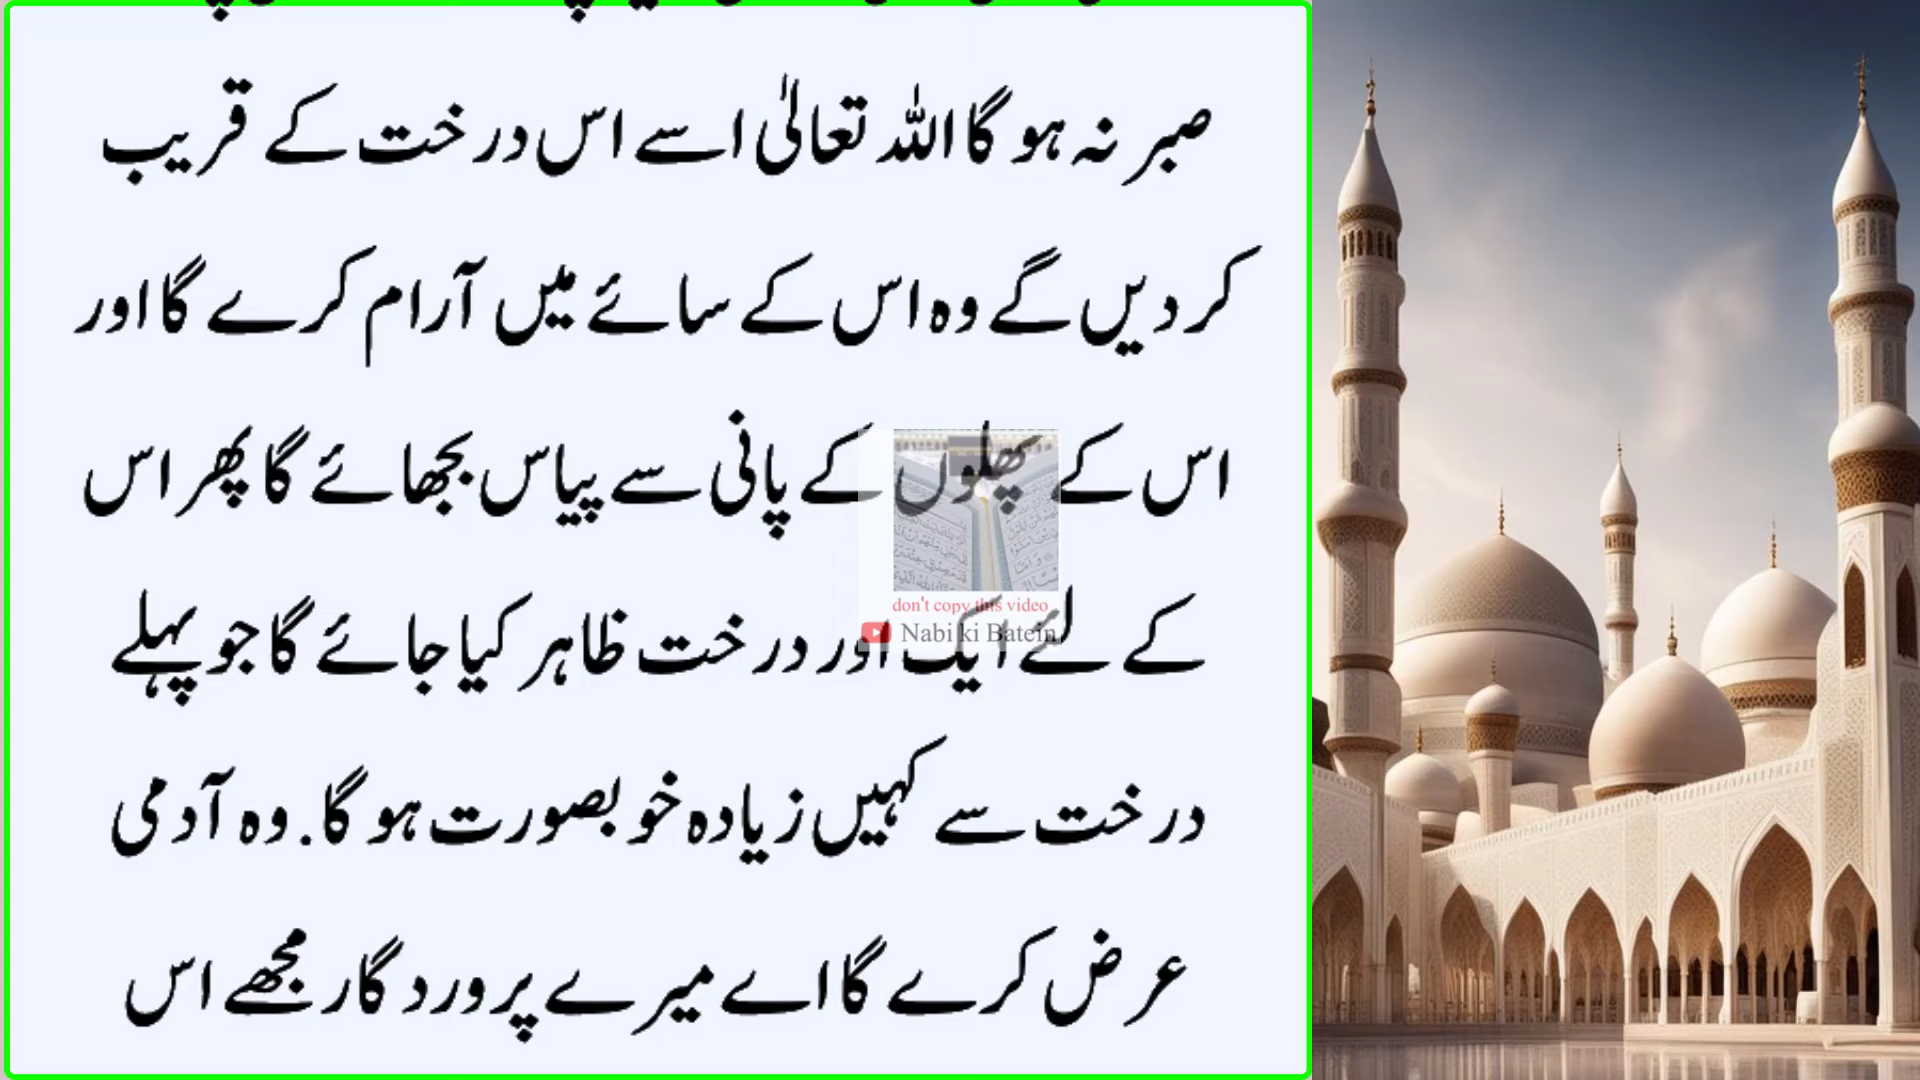 صبر نہ ہو گا اللہ تعالیٰ اسے اس درخت کے قریب
کر دیں گے وہ اس کے سائے میں آرام کرے گا اور
اس کے پھلوں کے پانی سے پیاس بجھائے گا پھر اس
don't copy this video
Nabi ki Batein
کے لئے ایک اور درخت ظاہر کیا جائے گا جو پہلے
درخت سے کہیں زیادہ خوبصورت ہو گا. وہ آدمی
عرض کرے گا اے میرے پروردگار مجھے اس